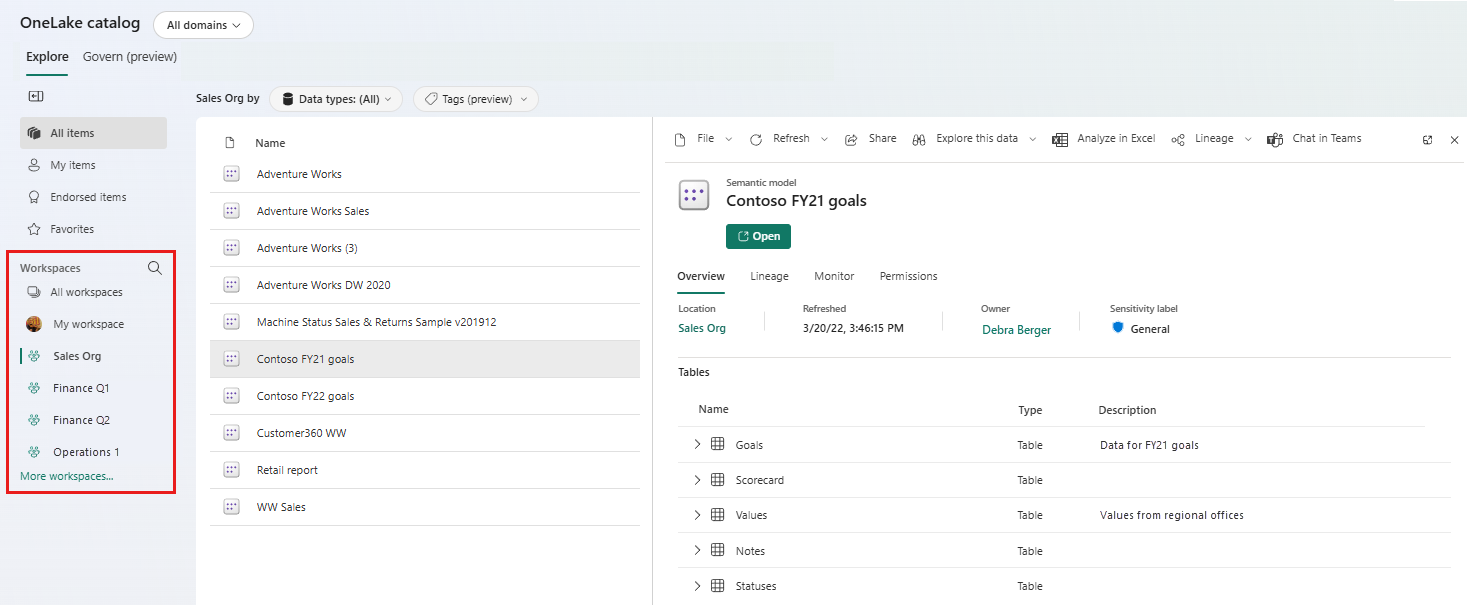 OneLake catalog
All domains
Explore
Govern (preview)
All items
My items
Endorsed items
Favorites
Workspaces
All workspaces
My workspace
Sales Org
Finance Q1
Finance Q2
Operations 1
More workspaces...
Sales Org by
Data types: (All)
Tags (preview)
Name
Adventure Works
Adventure Works Sales
Adventure Works (3)
Adventure Works DW 2020
Machine Status Sales & Returns Sample v201912
Contoso FY21 goals
Contoso FY22 goals
Customer360 WW
Retail report
WW Sales
File
Refresh
Share
Explore this data
Analyze in Excel
Lineage
Chat in Teams
Semantic model
Contoso FY21 goals
Open
Overview
Lineage
Monitor
Permissions
Location
Refreshed
Owner
Sensitivity label
Sales Org
3/20/22, 3:46:15 PM
Debra Berger
General
Tables
Name Type Description
Goals Table Data for FY21 goals
Scorecard Table
Values Table Values from regional offices
Notes Table
Statuses Table